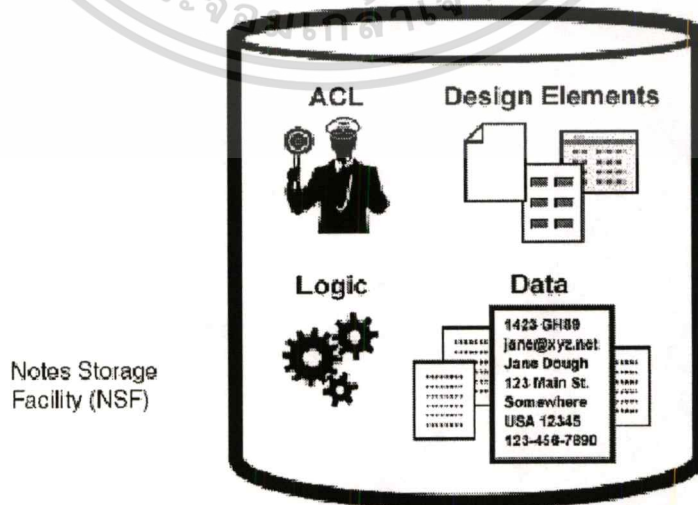 ACL
Design Elements
Logic
Data
1423 GH89
jane@xyz.net
Jane Dough
123 Main St.
Somewhere
USA 12345
123-456-7890
Notes Storage
Facility (NSF)